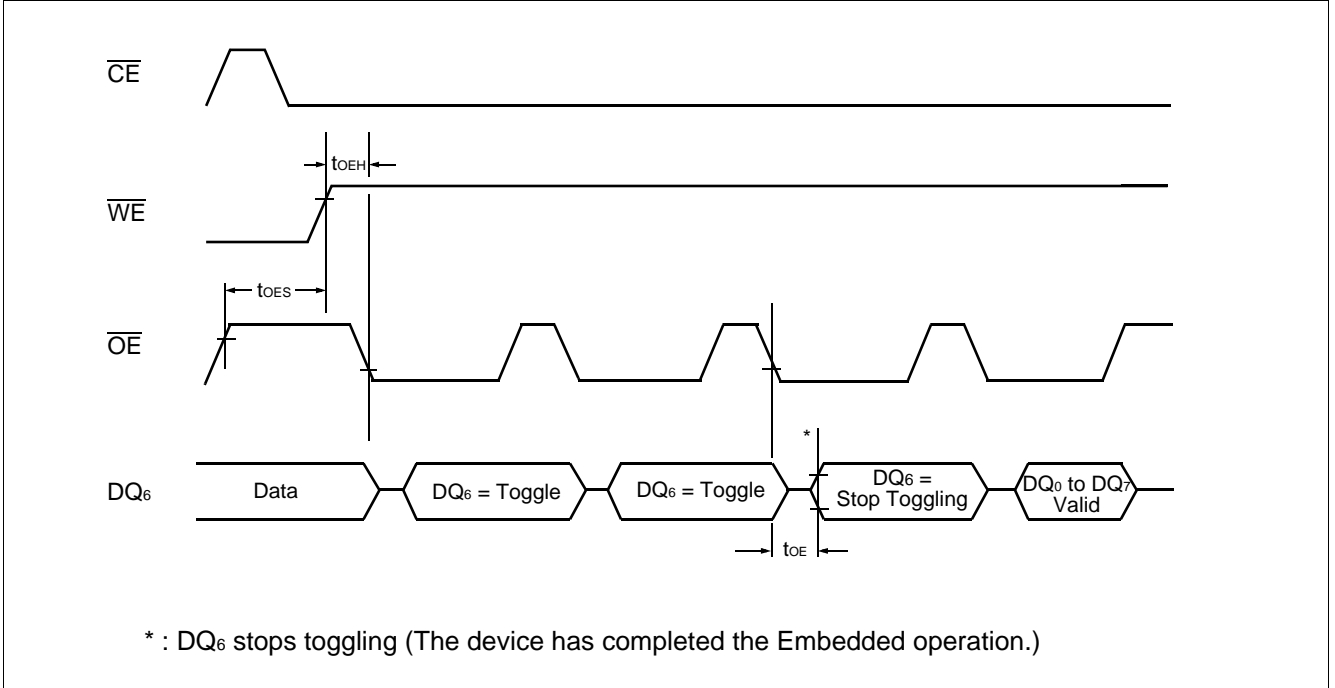 CE
tOEH
WE
tOES
OE
*
DQ6
Data
DQ6 = Toggle
DQ6 = Toggle
DQ6 =
Stop Toggling
DQ0 to DQ7
Valid
tOE
* : DQ6 stops toggling (The device has completed the Embedded operation.)